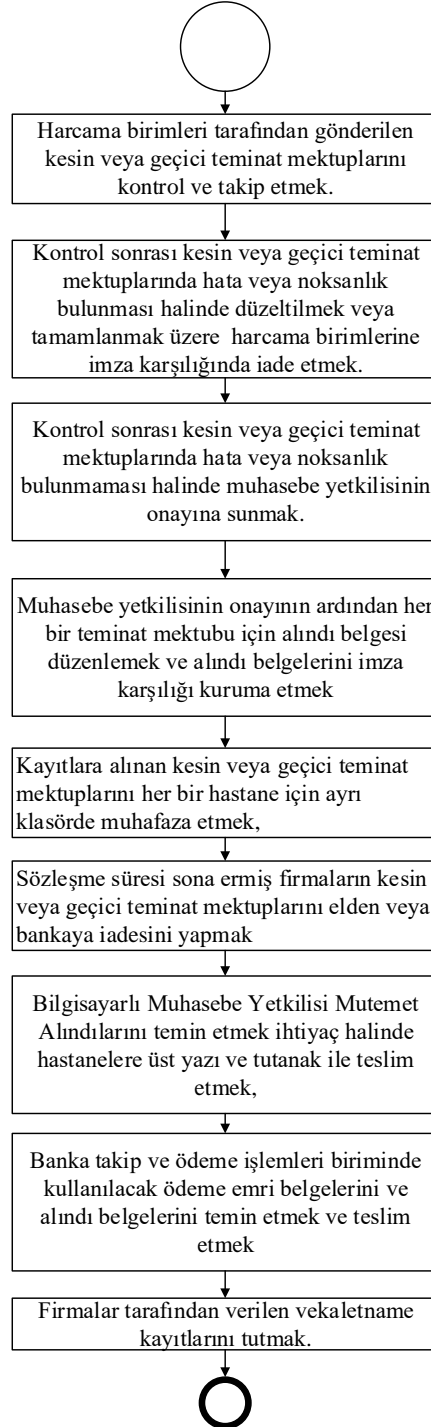 Harcama birimleri tarafından gönderilen
kesin veya geçici teminat mektuplarını
kontrol ve takip etmek.
Kontrol sonrası kesin veya geçici teminat
mektuplarında hata veya noksanlık
bulunması halinde düzeltilmek veya
tamamlanmak üzere harcama birimlerine
imza karşılığında iade etmek.
Kontrol sonrası kesin veya geçici teminat
mektuplarında hata veya noksanlık
bulunmaması halinde muhasebe yetkilisinin
onayına sunmak.
Muhasebe yetkilisinin onayının ardından her
bir teminat mektubu için alındı belgesi
düzenlemek ve alındı belgelerini imza
karşılığı kuruma etmek
Kayıtlara alınan kesin veya geçici teminat
mektuplarını her bir hastane için ayrı
klasörde muhafaza etmek,
Sözleşme süresi sona ermiş firmaların kesin
veya geçici teminat mektuplarını elden veya
bankaya iadesini yapmak
Bilgisayarlı Muhasebe Yetkilisi Mutemet
Alındılarını temin etmek ihtiyaç halinde
hastanelere üst yazı ve tutanak ile teslim
etmek,
Banka takip ve ödeme işlemleri biriminde
kullanılacak ödeme emri belgelerini ve
alındı belgelerini temin etmek ve teslim
etmek
Firmalar tarafından verilen vekaletname
kayıtlarını tutmak.